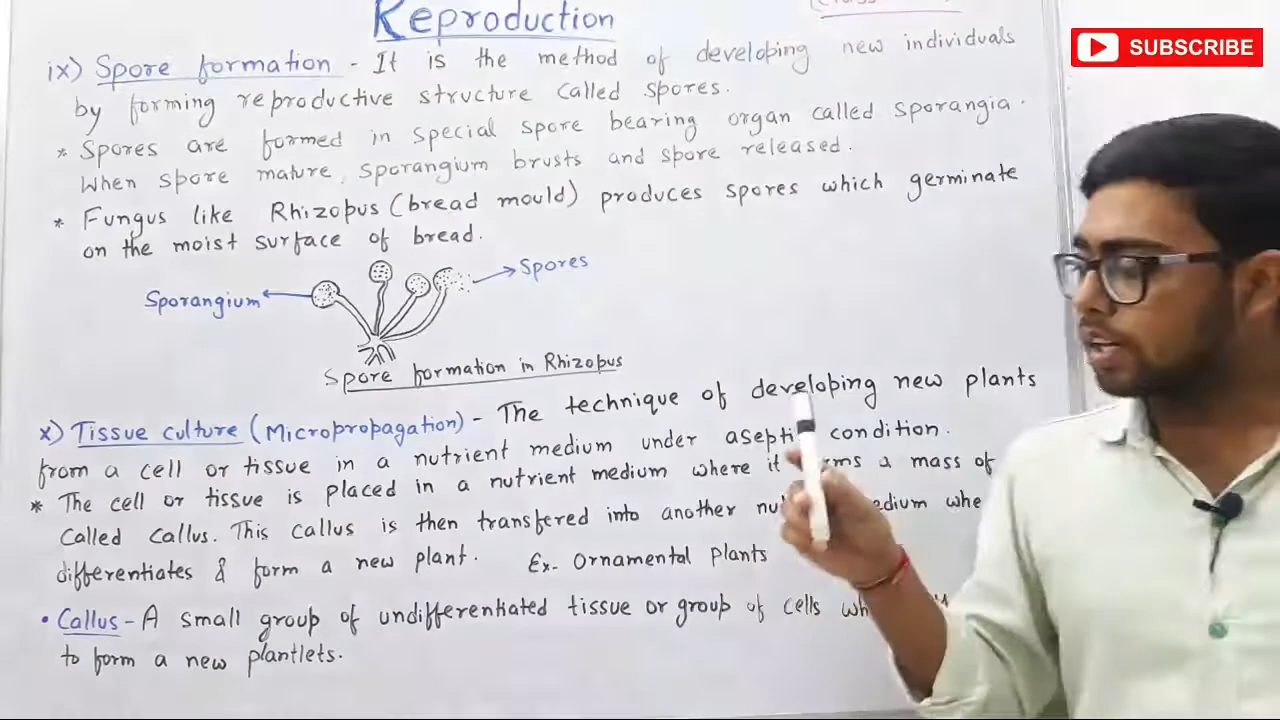 Reproduction
SUBSCRIBE
ix) Spore formation - It is the method of developing new individuals
by forming reproductive structure called spores.
* Spores are formed in special spore bearing organ called sporangia.
When spore mature, sporangium brusts and spore released.
* Fungus like Rhizopus (bread mould) produces spores which germinate
on the moist surface of bread.
Sporangium
Spores
Spore formation in Rhizopus
x) Tissue culture (Micropropagation) - The technique of developing new plants
from a cell or tissue in a nutrient medium under asepti condition.
* The cell or tissue is placed in a nutrient medium where it forms a mass of
called callus. This callus is then transfered into another medium
differentiates & form a new plant. Ex- Ornamental plants
• Callus - A small group of undifferentiated tissue or group of cells
to form a new plantlets.